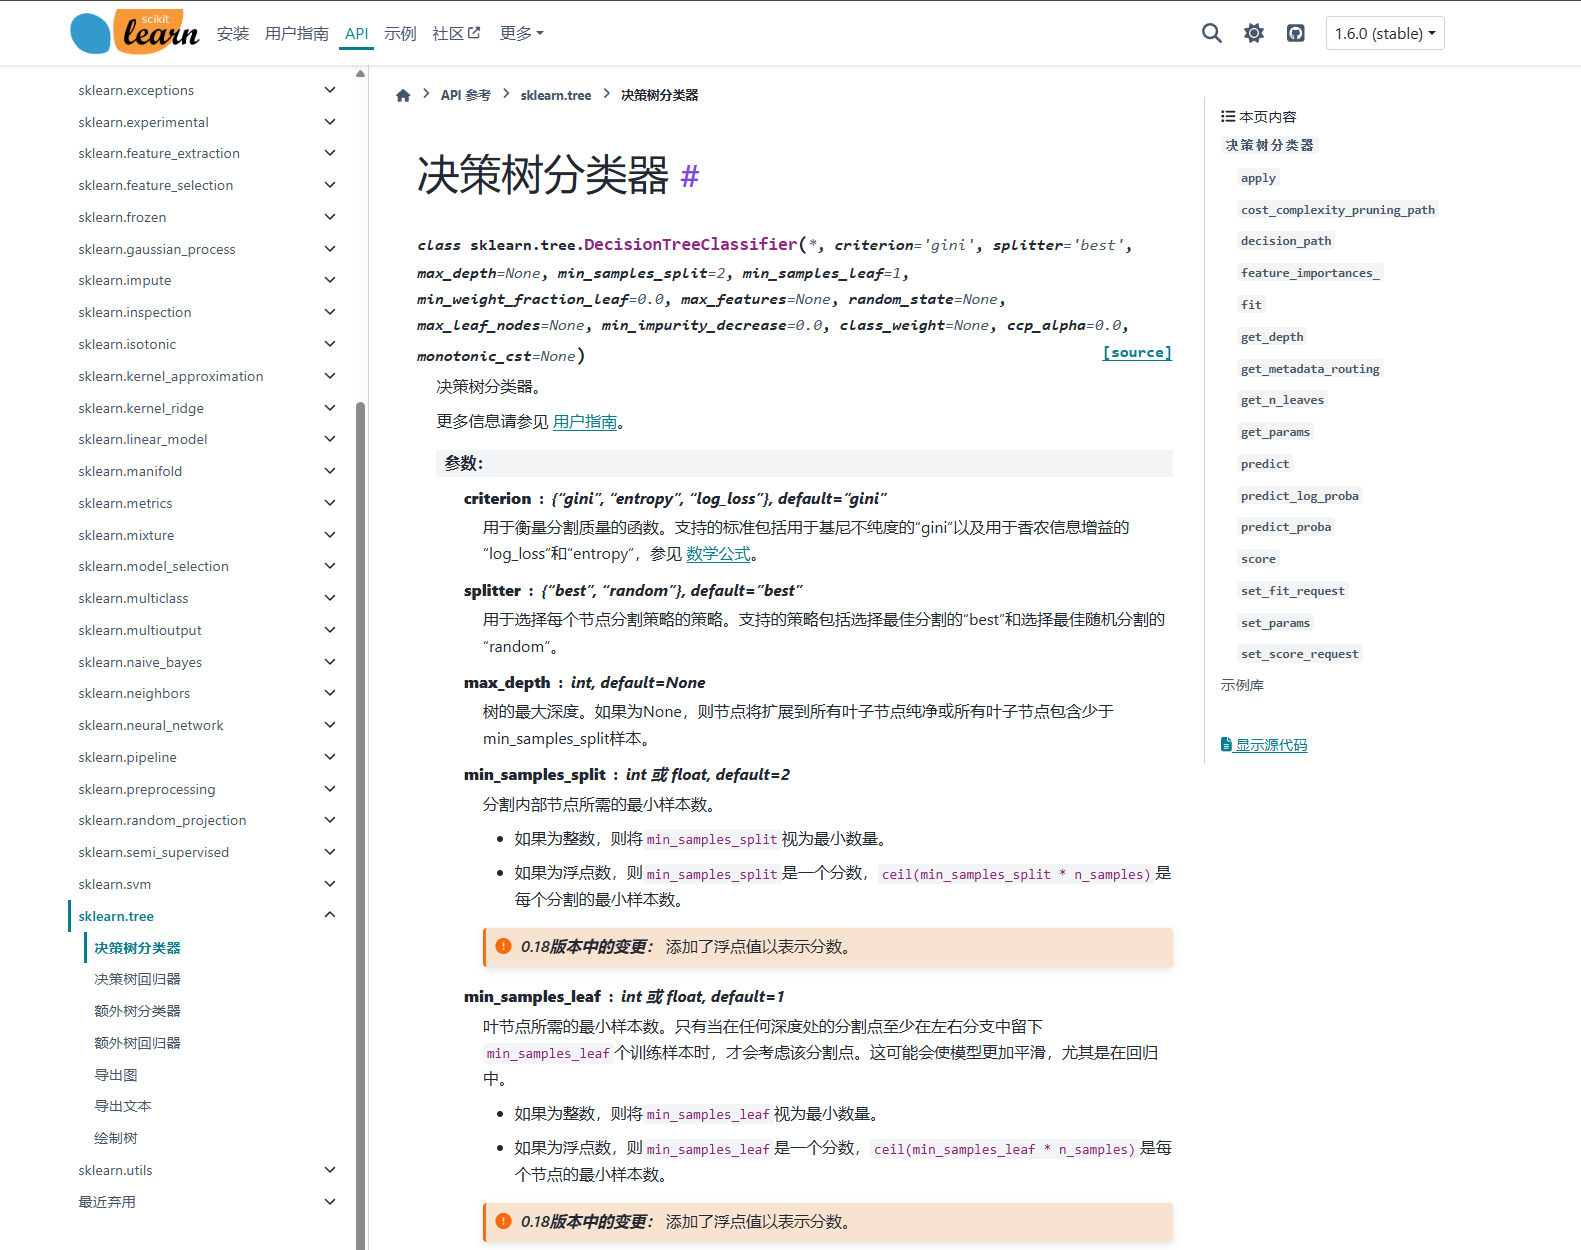 scikit learn
安装
用户指南
API
示例
社区
更多
1.6.0 (stable)
sklearn.exceptions
sklearn.experimental
sklearn.feature_extraction
sklearn.feature_selection
sklearn.frozen
sklearn.gaussian_process
sklearn.impute
sklearn.inspection
sklearn.isotonic
sklearn.kernel_approximation
sklearn.kernel_ridge
sklearn.linear_model
sklearn.manifold
sklearn.metrics
sklearn.mixture
sklearn.model_selection
sklearn.multiclass
sklearn.multioutput
sklearn.naive_bayes
sklearn.neighbors
sklearn.neural_network
sklearn.pipeline
sklearn.preprocessing
sklearn.random_projection
sklearn.semi_supervised
sklearn.svm
sklearn.tree
决策树分类器
决策树回归器
额外树分类器
额外树回归器
导出图
导出文本
绘制树
sklearn.utils
最近弃用
API 参考 > sklearn.tree > 决策树分类器
决策树分类器 #
class sklearn.tree.DecisionTreeClassifier(*, criterion='gini', splitter='best',
max_depth=None, min_samples_split=2, min_samples_leaf=1,
min_weight_fraction_leaf=0.0, max_features=None, random_state=None,
max_leaf_nodes=None, min_impurity_decrease=0.0, class_weight=None, ccp_alpha=0.0,
monotonic_cst=None) [source]
决策树分类器。
更多信息请参见 用户指南。
参数:
criterion : {“gini”, “entropy”, “log_loss”}, default=”gini”
用于衡量分割质量的函数。支持的标准包括用于基尼不纯度的“gini”以及用于香农信息增益的
“log_loss”和“entropy”，参见 数学公式。
splitter : {“best”, “random”}, default=”best”
用于选择每个节点分割策略的策略。支持的策略包括选择最佳分割的“best”和选择最佳随机分割的
“random”。
max_depth : int, default=None
树的最大深度。如果为None，则节点将扩展到所有叶子节点纯净或所有叶子节点包含少于
min_samples_split样本。
min_samples_split : int 或 float, default=2
分割内部节点所需的最小样本数。
• 如果为整数，则将 min_samples_split 视为最小数量。
• 如果为浮点数，则 min_samples_split 是一个分数， ceil(min_samples_split * n_samples) 是
每个分割的最小样本数。
0.18版本中的变更： 添加了浮点值以表示分数。
min_samples_leaf : int 或 float, default=1
叶节点所需的最小样本数。只有当在任何深度处的分割点至少在左右分支中留下
min_samples_leaf 个训练样本时，才会考虑该分割点。这可能会使模型更加平滑，尤其是在回归
中。
• 如果为整数，则将 min_samples_leaf 视为最小数量。
• 如果为浮点数，则 min_samples_leaf 是一个分数， ceil(min_samples_leaf * n_samples) 是每
个节点的最小样本数。
0.18版本中的变更： 添加了浮点值以表示分数。
本页内容
决策树分类器
apply
cost_complexity_pruning_path
decision_path
feature_importances_
fit
get_depth
get_metadata_routing
get_n_leaves
get_params
predict
predict_log_proba
predict_proba
score
set_fit_request
set_params
set_score_request
示例库
显示源代码